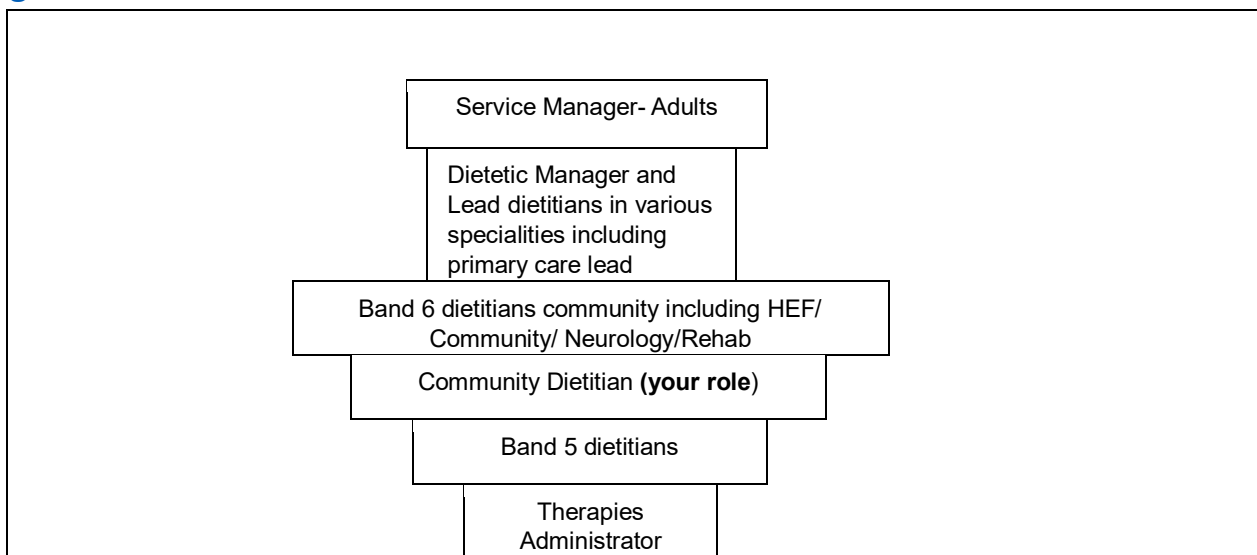 Service Manager- Adults
Dietetic Manager and
Lead dietitians in various
specialities including
primary care lead
Band 6 dietitians community including HEF/
Community/ Neurology/Rehab
Community Dietitian (your role)
Band 5 dietitians
Therapies
Administrator